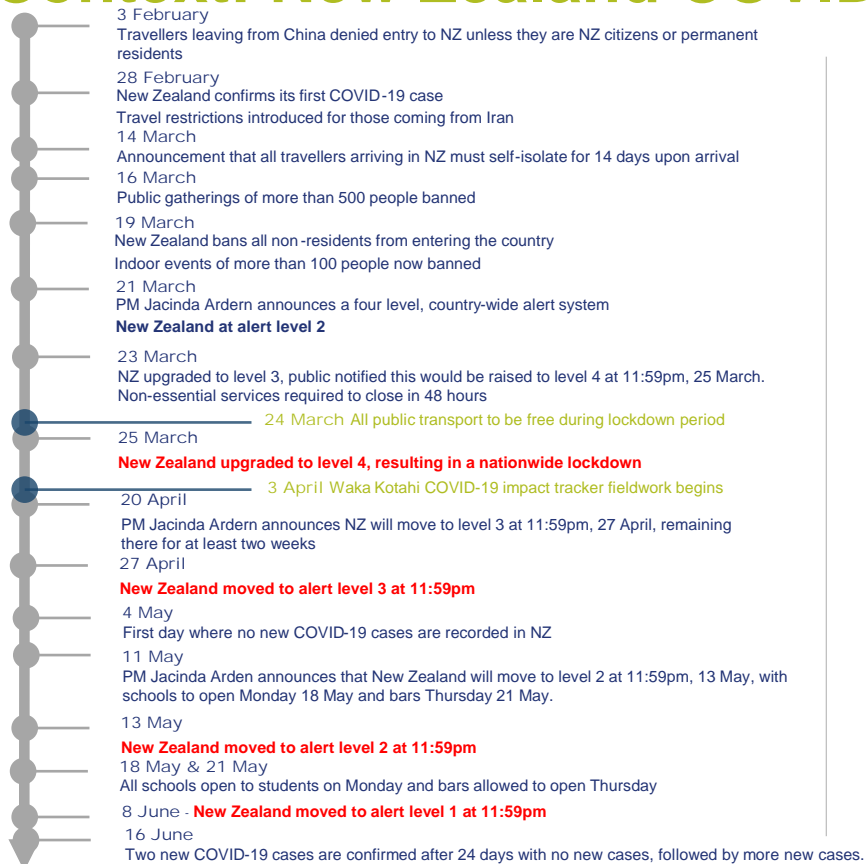 Context: New Zealand COVID
3 February
Travellers leaving from China denied entry to NZ unless they are NZ citizens or permanent
residents
28 February
New Zealand confirms its first COVID-19 case
Travel restrictions introduced for those coming from Iran
14 March
Announcement that all travellers arriving in NZ must self-isolate for 14 days upon arrival
16 March
Public gatherings of more than 500 people banned
19 March
New Zealand bans all non-residents from entering the country
Indoor events of more than 100 people now banned
21 March
PM Jacinda Ardern announces a four level, country-wide alert system
New Zealand at alert level 2
23 March
NZ upgraded to level 3, public notified this would be raised to level 4 at 11:59pm, 25 March.
Non-essential services required to close in 48 hours
24 March All public transport to be free during lockdown period
25 March
New Zealand upgraded to level 4, resulting in a nationwide lockdown
3 April Waka Kotahi COVID-19 impact tracker fieldwork begins
20 April
PM Jacinda Ardern announces NZ will move to level 3 at 11:59pm, 27 April, remaining
there for at least two weeks
27 April
New Zealand moved to alert level 3 at 11:59pm
4 May
First day where no new COVID-19 cases are recorded in NZ
11 May
PM Jacinda Arden announces that New Zealand will move to level 2 at 11:59pm, 13 May, with
schools to open Monday 18 May and bars Thursday 21 May.
13 May
New Zealand moved to alert level 2 at 11:59pm
18 May & 21 May
All schools open to students on Monday and bars allowed to open Thursday
8 June - New Zealand moved to alert level 1 at 11:59pm
16 June
Two new COVID-19 cases are confirmed after 24 days with no new cases, followed by more new cases.